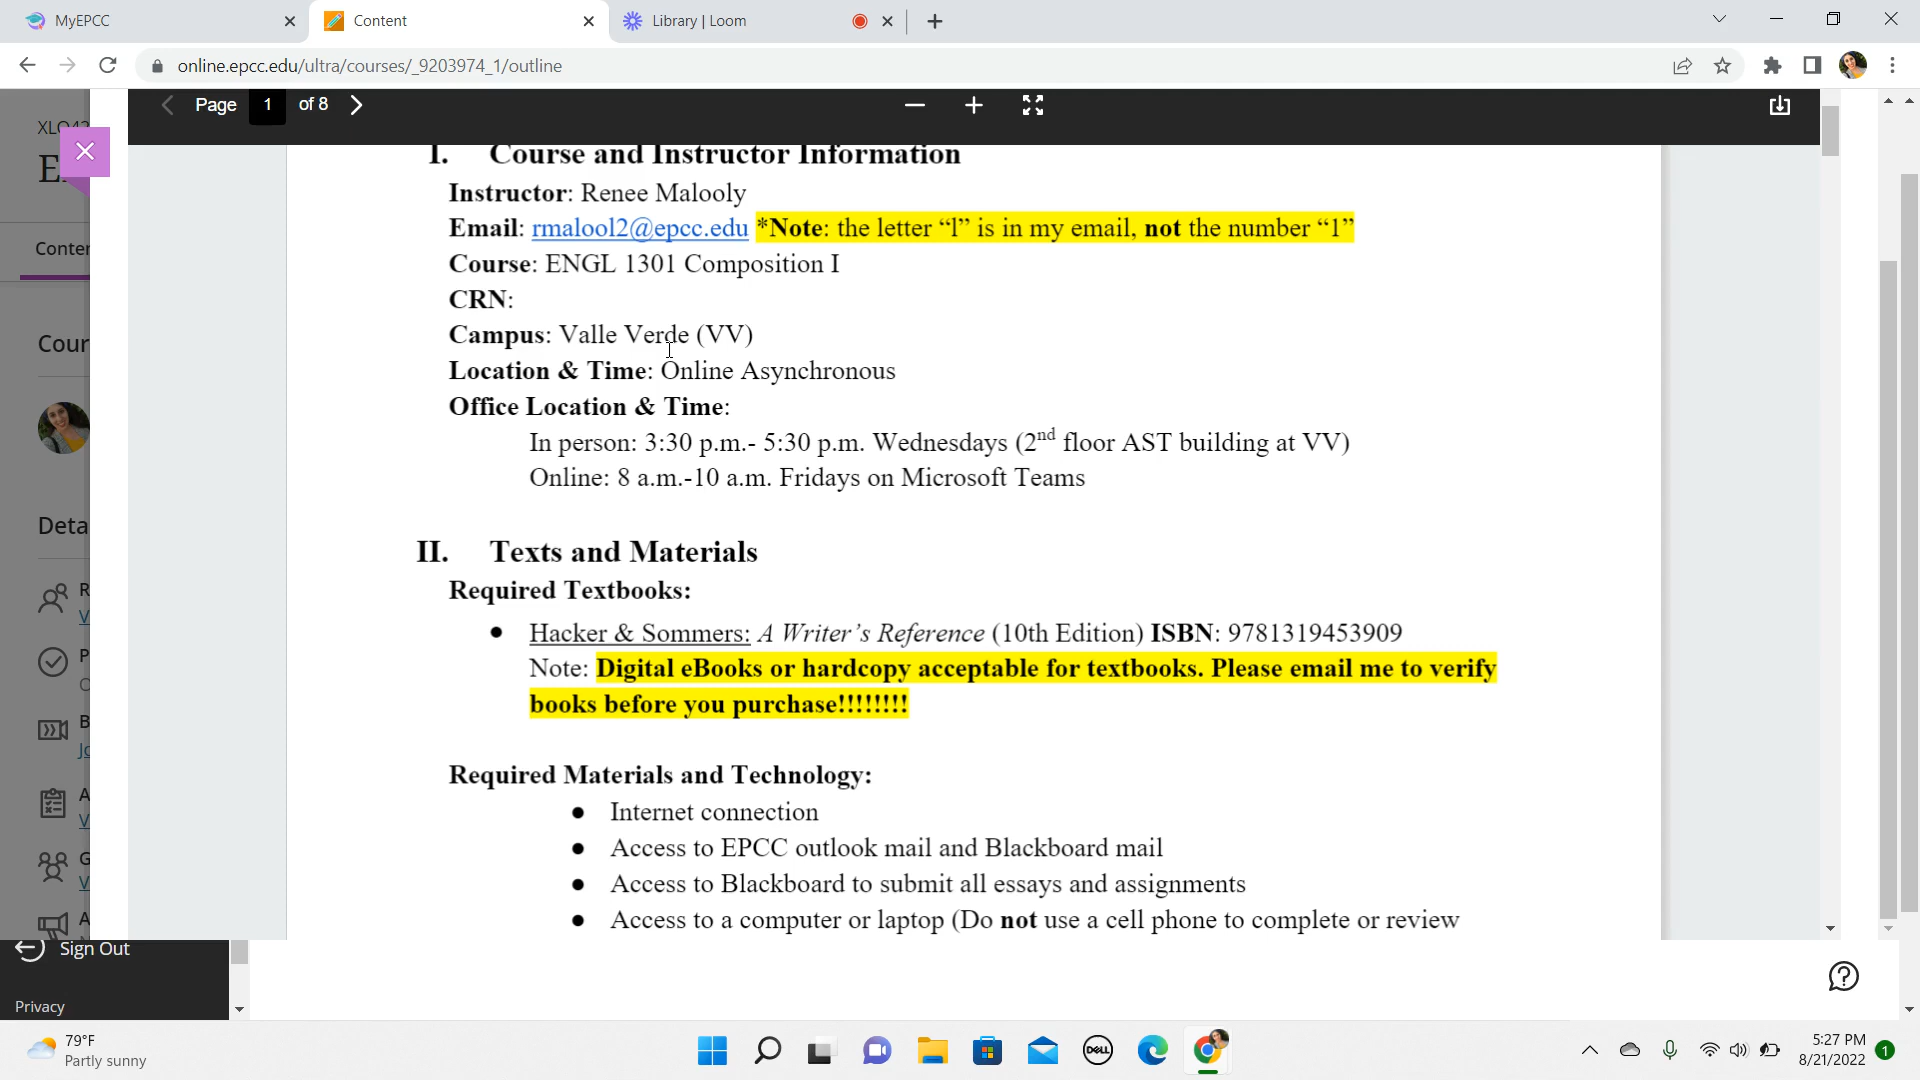 MyEPCC
Content
Library | Loom
online.epcc.edu/ultra/courses/_9203974_1/outline
Page 1 of 8
I. Course and Instructor Information
Instructor: Renee Malooly
Email: rmalool2@epcc.edu *Note: the letter “l” is in my email, not the number “1”
Course: ENGL 1301 Composition I
CRN:
Campus: Valle Verde (VV)
Location & Time: Online Asynchronous
Office Location & Time:
In person: 3:30 p.m.- 5:30 p.m. Wednesdays (2nd floor AST building at VV)
Online: 8 a.m.-10 a.m. Fridays on Microsoft Teams
II. Texts and Materials
Required Textbooks:
● Hacker & Sommers: A Writer’s Reference (10th Edition) ISBN: 9781319453909
Note: Digital eBooks or hardcopy acceptable for textbooks. Please email me to verify
books before you purchase!!!!!!!!
Required Materials and Technology:
● Internet connection
● Access to EPCC outlook mail and Blackboard mail
● Access to Blackboard to submit all essays and assignments
● Access to a computer or laptop (Do not use a cell phone to complete or review
Conter
Cour
Deta
Sign Out
Privacy
79°F
Partly sunny
DELL
5:27 PM
8/21/2022
1